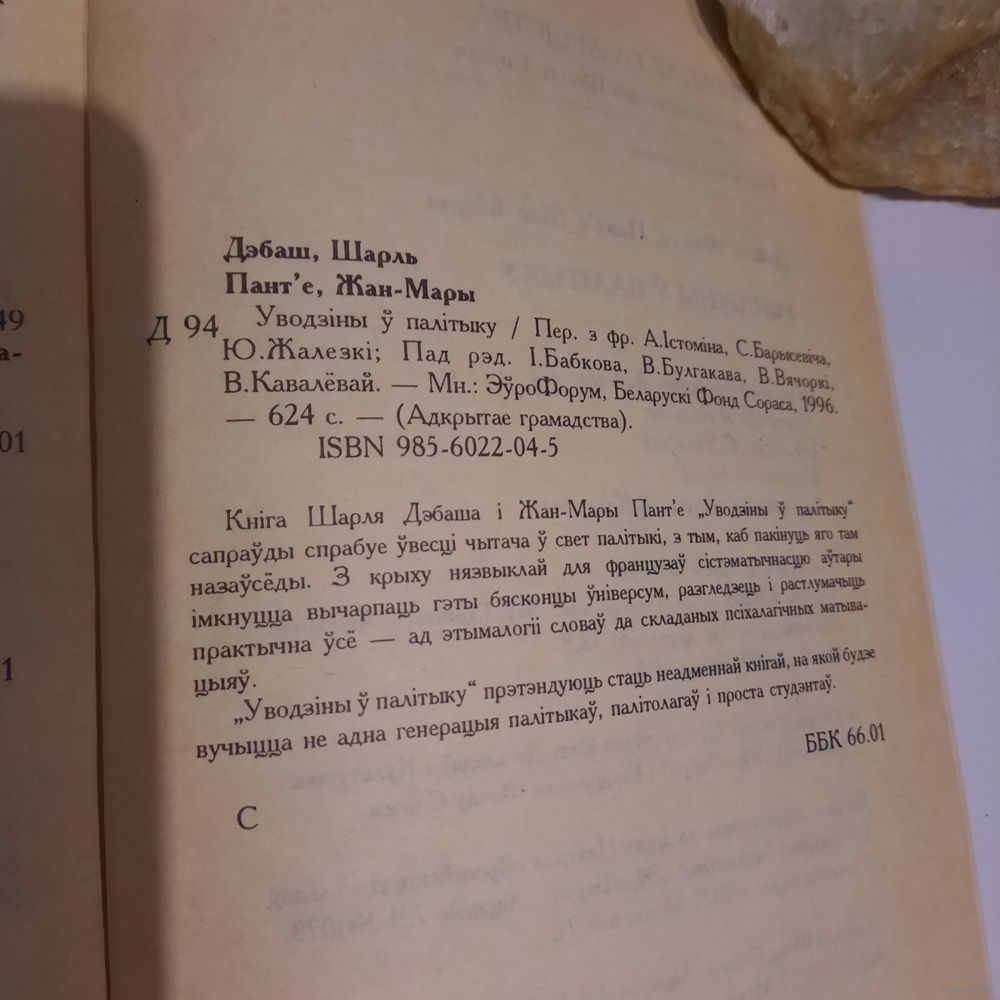 49
а-
01
1
Дэбаш, Шарль
Пант'е, Жан-Мары
Д 94 Уводзіны ў палітыку / Пер. з фр. А.Істоміна, С.Барысевіча,
Ю.Жалезкі; Пад рэд. І.Бабкова, В.Булгакава, В.Вячоркі,
В.Кавалёвай. — Мн.: ЭўроФорум, Беларускі Фонд Сораса, 1996.
— 624 с. — (Адкрытае грамадства).
ISBN 985-6022-04-5
Кніга Шарля Дэбаша і Жан-Мары Пант'е „Уводзіны ў палітыку“
сапраўды спрабуе ўвесці чытача ў свет палітыкі, з тым, каб пакінуць яго там
назаўсёды. З крыху нязвыклай для французаў сістэматычнасцю аўтары
імкнуцца вычарпаць гэты бясконцы ўніверсум, разгледзець і растлумачыць
практычна ўсё — ад этымалогіі словаў да складаных псіхалагічных матыва-
цыяў.
„Уводзіны ў палітыку“ прэтэндуюць стаць неадменнай кнігай, на якой будзе
вучыцца не адна генерацыя палітыкаў, палітолагаў і проста студэнтаў.
ББК 66.01
С